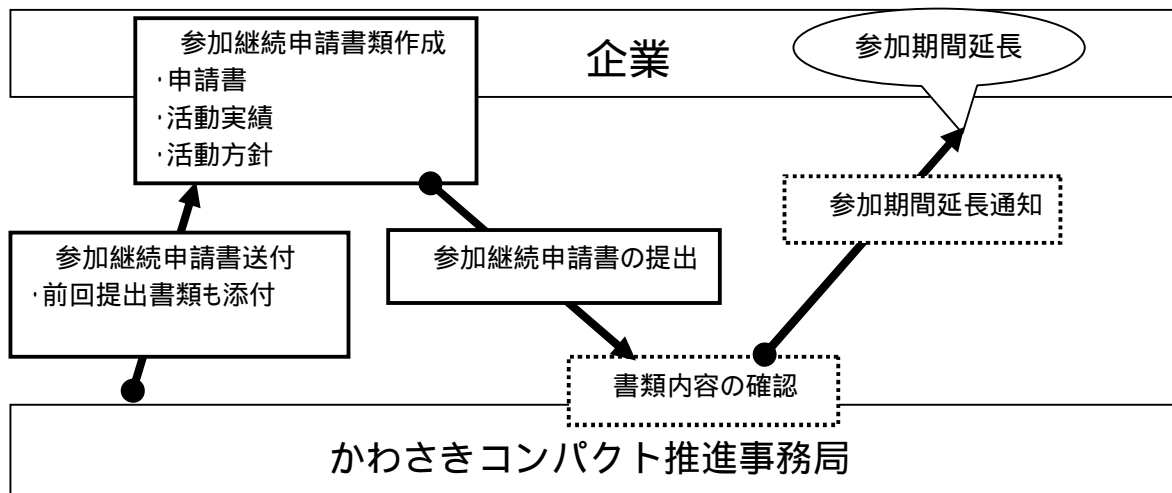 参加継続申請書類作成
・申請書
・活動実績
・活動方針
企業
参加期間延長
参加期間延長通知
参加継続申請書送付
・前回提出書類も添付
参加継続申請書の提出
書類内容の確認
かわさきコンパクト推進事務局